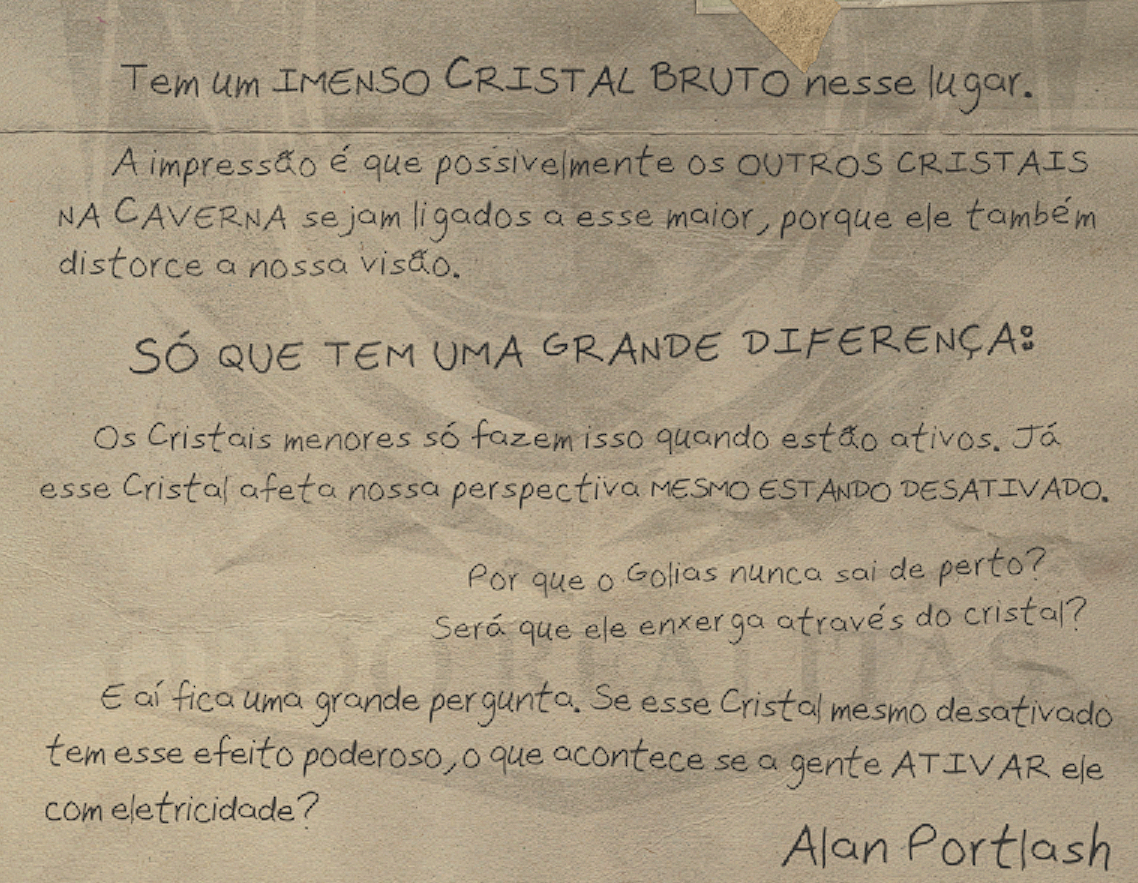 Tem um IMENSO CRISTAL BRUTO nesse lugar.
A impressão é que possivelmente os OUTROS CRISTAIS
NA CAVERNA sejam ligados a esse maior, porque ele também
distorce a nossa visão.
SÓ QUE TEM UMA GRANDE DIFERENÇA:
Os Cristais menores só fazem isso quando estão ativos. Já
esse Cristal afeta nossa perspectiva MESMO ESTANDO DESATIVADO.
Por que o Golias nunca sai de perto?
Será que ele enxerga através do cristal?
ORDO REALITAS
E aí fica uma grande pergunta. Se esse Cristal mesmo desativado
tem esse efeito poderoso, o que acontece se a gente ATIVAR ele
com eletricidade?
Alan Portlash